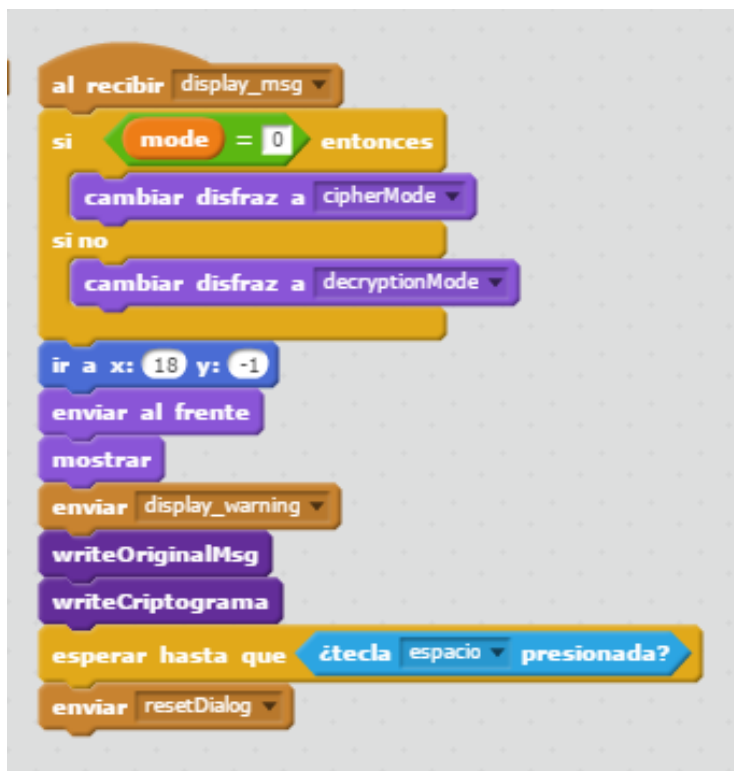 al recibir display_msg
si mode = 0 entonces
cambiar disfraz a cipherMode
si no
cambiar disfraz a decryptionMode
ir a x: 18 y: -1
enviar al frente
mostrar
enviar display_warning
writeOriginalMsg
writeCriptograma
esperar hasta que ¿tecla espacio presionada?
enviar resetDialog